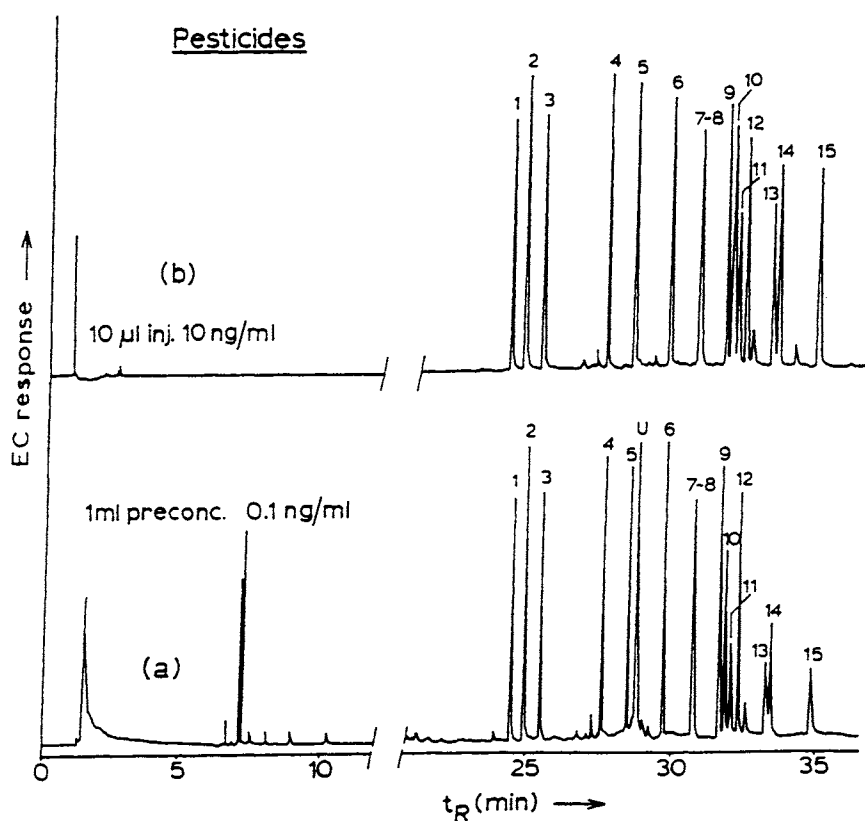 Pesticides
EC response →
1 2 3 4 5 6 7-8 9 10 11 12 13 14 15
(b)
10 µl inj. 10 ng/ml
1 2 3 4 5 U 6 7-8 9 10 11 12 13 14 15
1ml preconc. 0.1 ng/ml
(a)
0 5 10 25 30 35
tR (min) →